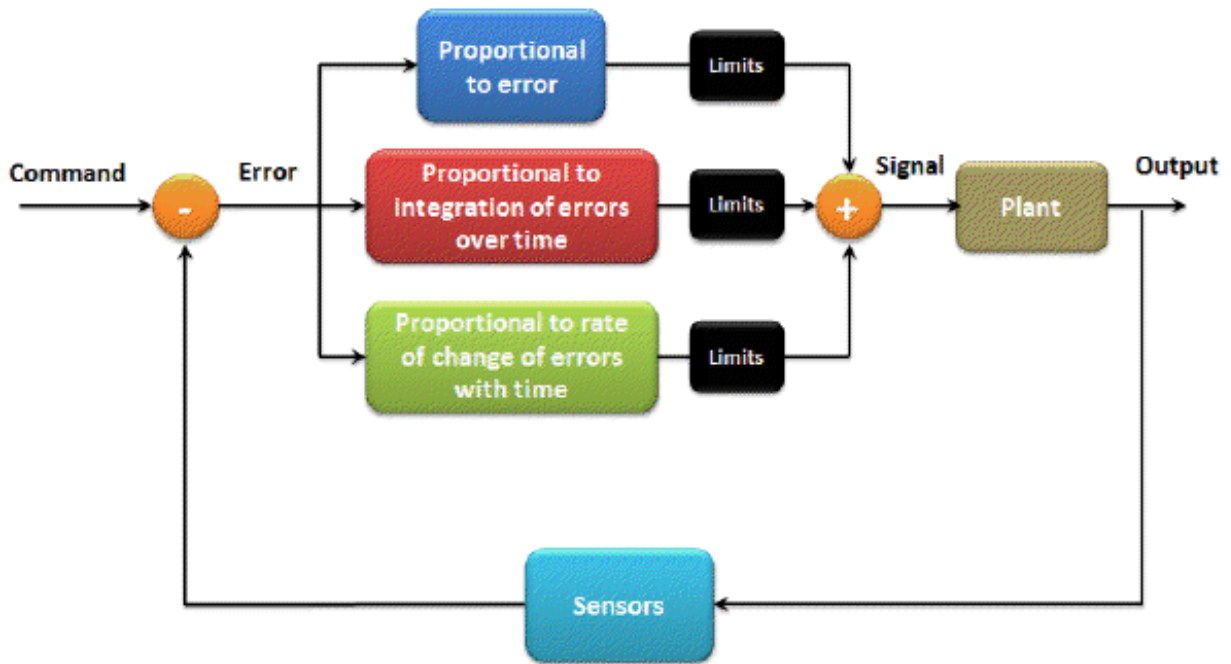 Proportional
to error
Limits
Command
-
Error
Proportional to
integration of errors
over time
Limits
+
Signal
Plant
Output
Proportional to rate
of change of errors
with time
Limits
Sensors